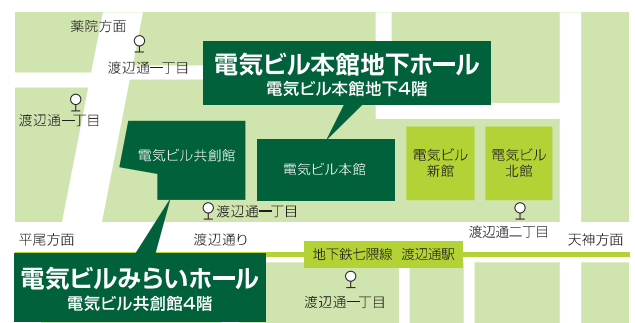 薬院方面
渡辺通一丁目
電気ビル本館地下ホール
電気ビル本館地下4階
渡辺通一丁目
電気ビル共創館
電気ビル本館
電気ビル
新館
電気ビル
北館
渡辺通一丁目
渡辺通二丁目
平尾方面
渡辺通り
天神方面
地下鉄七隈線 渡辺通駅
電気ビルみらいホール
電気ビル共創館4階
渡辺通一丁目